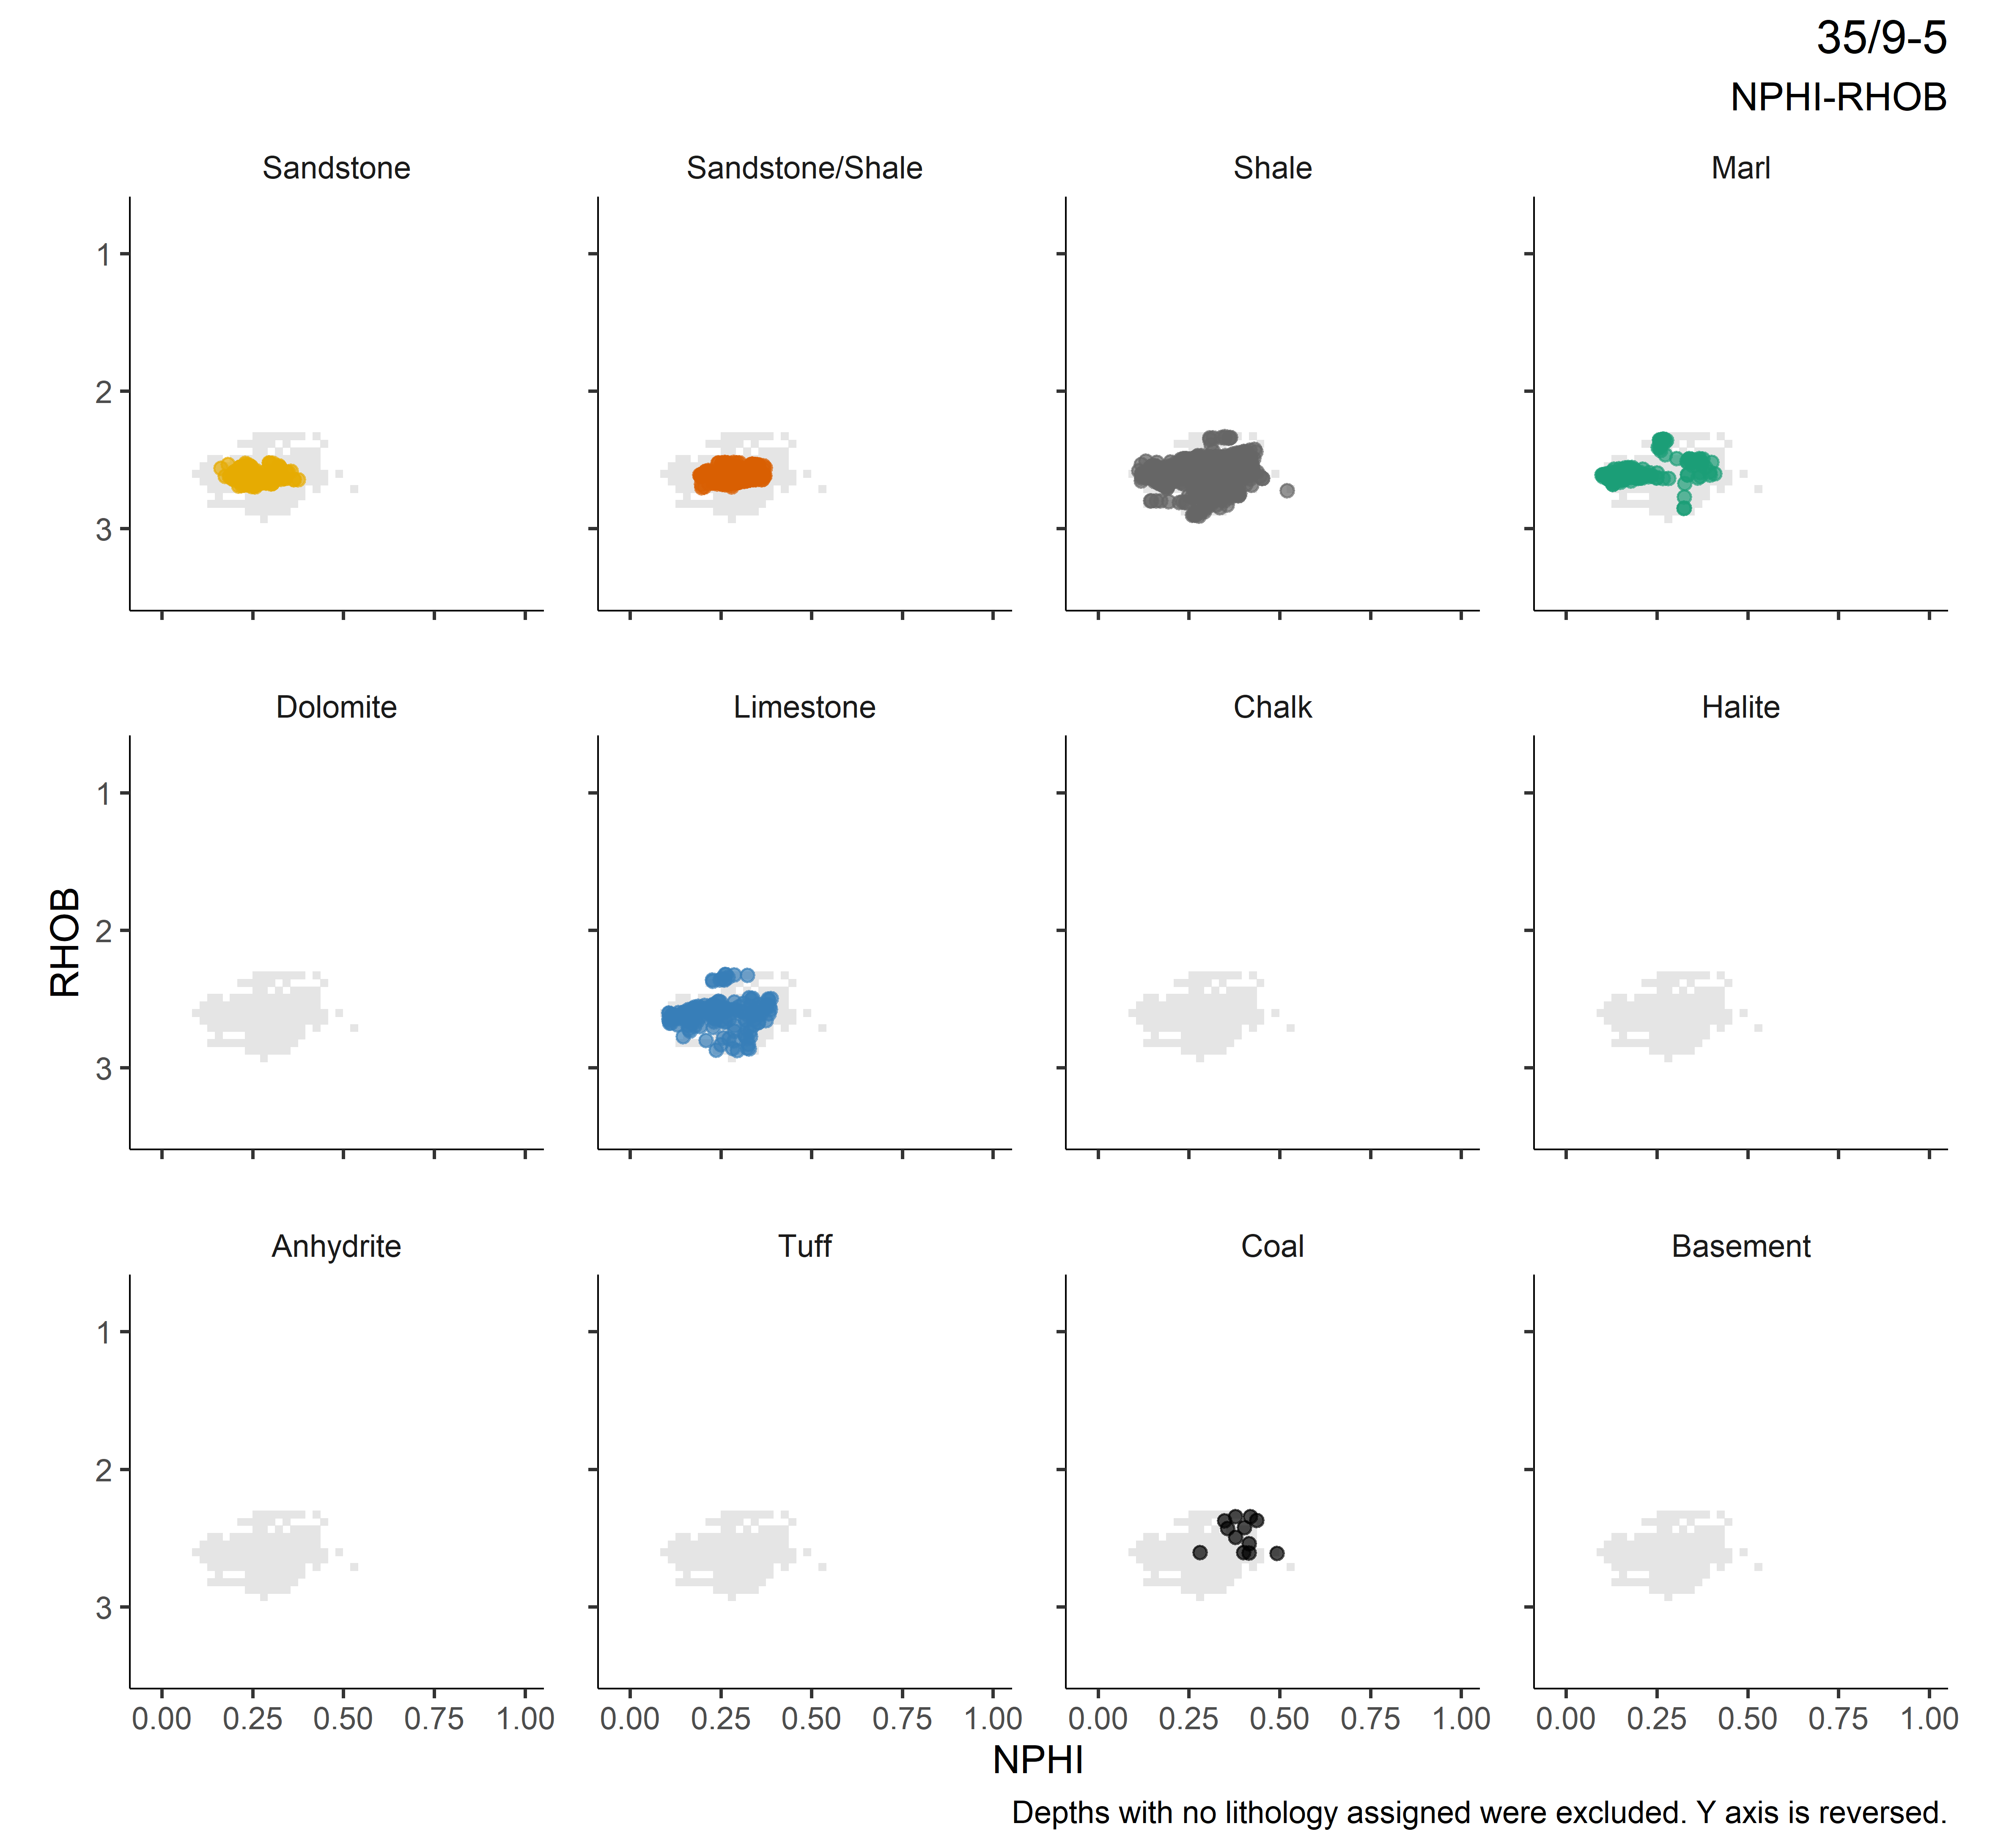 35/9-5
NPHI-RHOB
Sandstone Sandstone/Shale Shale Marl
1
2
3
Dolomite Limestone Chalk Halite
1
2
3
RHOB
Anhydrite Tuff Coal Basement
1
2
3
0.00 0.25 0.50 0.75 1.00 0.00 0.25 0.50 0.75 1.00 0.00 0.25 0.50 0.75 1.00 0.00 0.25 0.50 0.75 1.00
NPHI
Depths with no lithology assigned were excluded. Y axis is reversed.